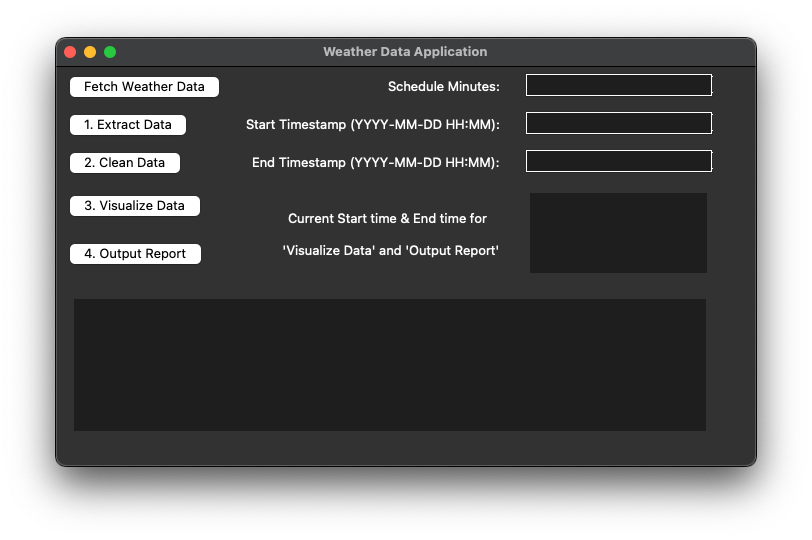 Weather Data Application
Fetch Weather Data
Schedule Minutes:
1. Extract Data
Start Timestamp (YYYY-MM-DD HH:MM):
2. Clean Data
End Timestamp (YYYY-MM-DD HH:MM):
3. Visualize Data
Current Start time & End time for
'Visualize Data' and 'Output Report'
4. Output Report